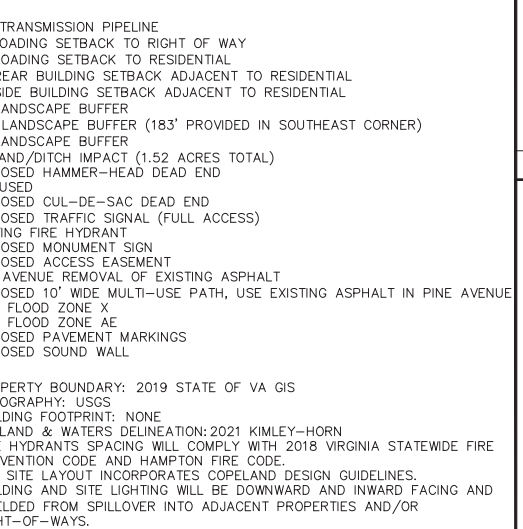 TRANSMISSION PIPELINE
OADING SETBACK TO RIGHT OF WAY
OADING SETBACK TO RESIDENTIAL
REAR BUILDING SETBACK ADJACENT TO RESIDENTIAL
SIDE BUILDING SETBACK ADJACENT TO RESIDENTIAL
ANDSCAPE BUFFER
LANDSCAPE BUFFER (183' PROVIDED IN SOUTHEAST CORNER)
ANDSCAPE BUFFER
AND/DITCH IMPACT (1.52 ACRES TOTAL)
OSED HAMMER-HEAD DEAD END
USED
OSED CUL-DE-SAC DEAD END
OSED TRAFFIC SIGNAL (FULL ACCESS)
ING FIRE HYDRANT
OSED MONUMENT SIGN
OSED ACCESS EASEMENT
AVENUE REMOVAL OF EXISTING ASPHALT
OSED 10' WIDE MULTI-USE PATH, USE EXISTING ASPHALT IN PINE AVENUE
FLOOD ZONE X
FLOOD ZONE AE
OSED PAVEMENT MARKINGS
OSED SOUND WALL
PERTY BOUNDARY: 2019 STATE OF VA GIS
OGRAPHY: USGS
LDING FOOTPRINT: NONE
LAND & WATERS DELINEATION: 2021 KIMLEY-HORN
E HYDRANTS SPACING WILL COMPLY WITH 2018 VIRGINIA STATEWIDE FIRE
VENTION CODE AND HAMPTON FIRE CODE.
SITE LAYOUT INCORPORATES COPELAND DESIGN GUIDELINES.
LDING AND SITE LIGHTING WILL BE DOWNWARD AND INWARD FACING AND
ELDED FROM SPILLOVER INTO ADJACENT PROPERTIES AND/OR
HT-OF-WAYS.